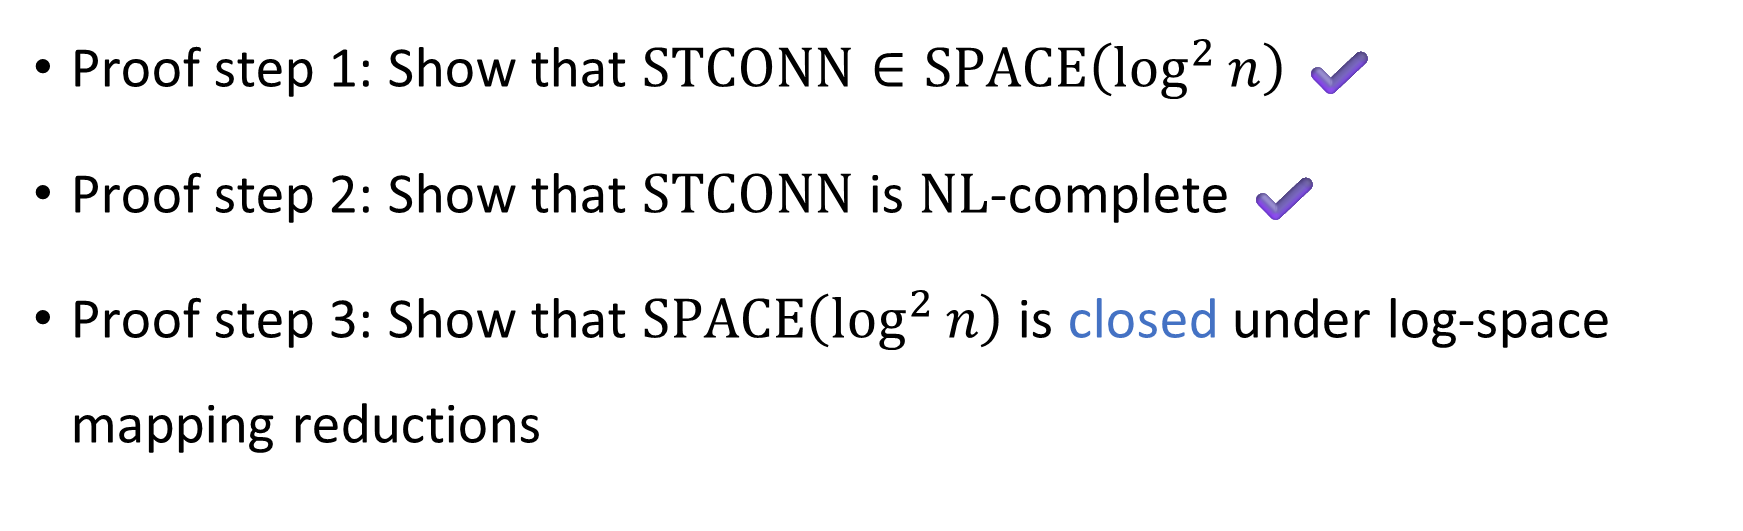 • Proof step 1: Show that STCONN ∈ SPACE(log² n) ✔
• Proof step 2: Show that STCONN is NL-complete ✔
• Proof step 3: Show that SPACE(log² n) is closed under log-space
mapping reductions